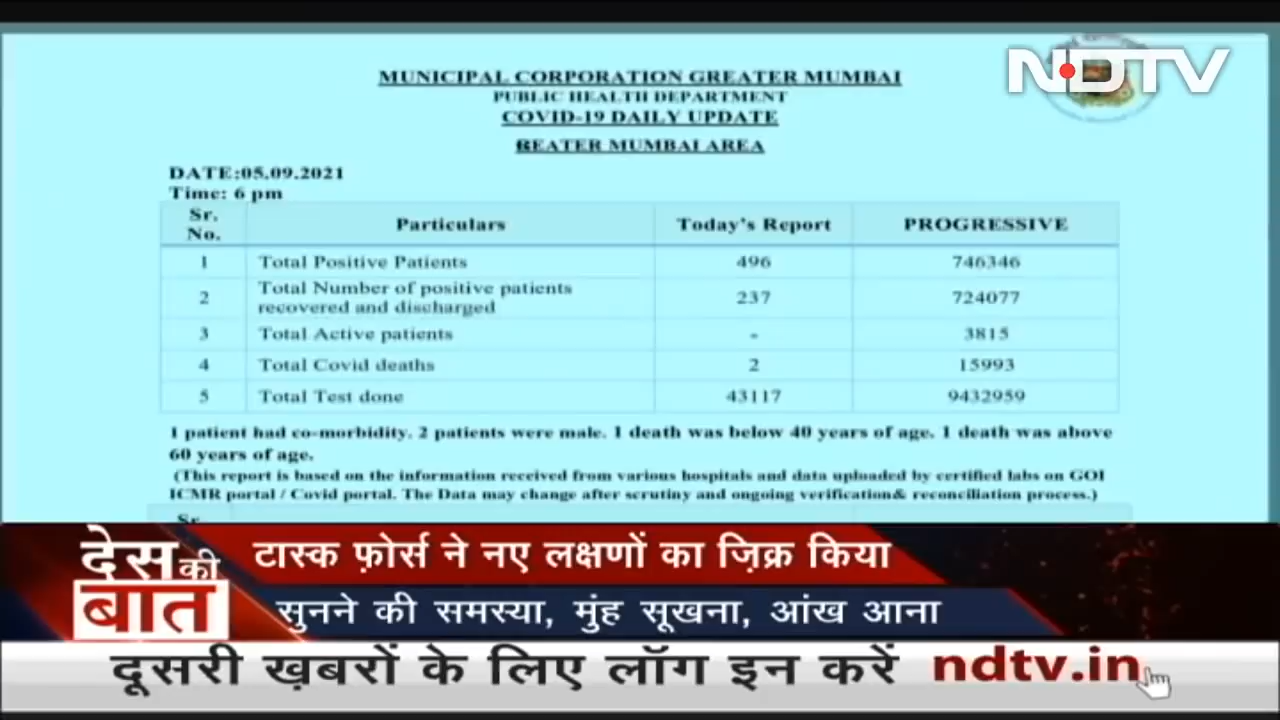 NDTV
MUNICIPAL CORPORATION GREATER MUMBAI
PUBLIC HEALTH DEPARTMENT
COVID-19 DAILY UPDATE
GREATER MUMBAI AREA
DATE:05.09.2021
Time: 6 pm
Sr. No. Particulars Today's Report PROGRESSIVE
1 Total Positive Patients 496 746346
2 Total Number of positive patients recovered and discharged 237 724077
3 Total Active patients - 3815
4 Total Covid deaths 2 15993
5 Total Test done 43117 9432959
1 patient had co-morbidity. 2 patients were male. 1 death was below 40 years of age. 1 death was above
60 years of age.
(This report is based on the information received from various hospitals and data uploaded by certified labs on GOI
ICMR portal / Covid portal. The Data may change after scrutiny and ongoing verification& reconciliation process.)
Sr.
देस की
बात
टास्क फ़ोर्स ने नए लक्षणों का ज़िक्र किया
सुनने की समस्या, मुंह सूखना, आंख आना
दूसरी ख़बरों के लिए लॉग इन करें ndtv.in